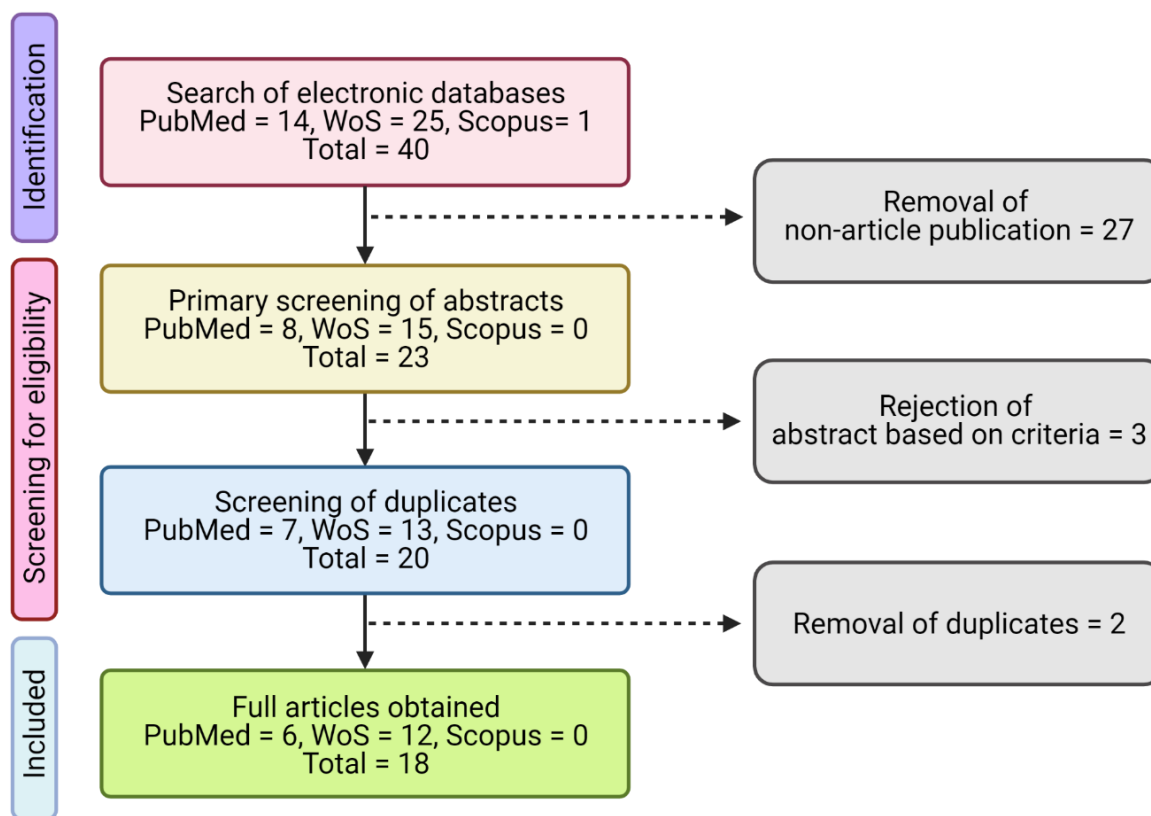 Identification
Search of electronic databases
PubMed = 14, WoS = 25, Scopus= 1
Total = 40
Removal of
non-article publication = 27
Screening for eligibility
Primary screening of abstracts
PubMed = 8, WoS = 15, Scopus = 0
Total = 23
Rejection of
abstract based on criteria = 3
Screening of duplicates
PubMed = 7, WoS = 13, Scopus = 0
Total = 20
Removal of duplicates = 2
Included
Full articles obtained
PubMed = 6, WoS = 12, Scopus = 0
Total = 18